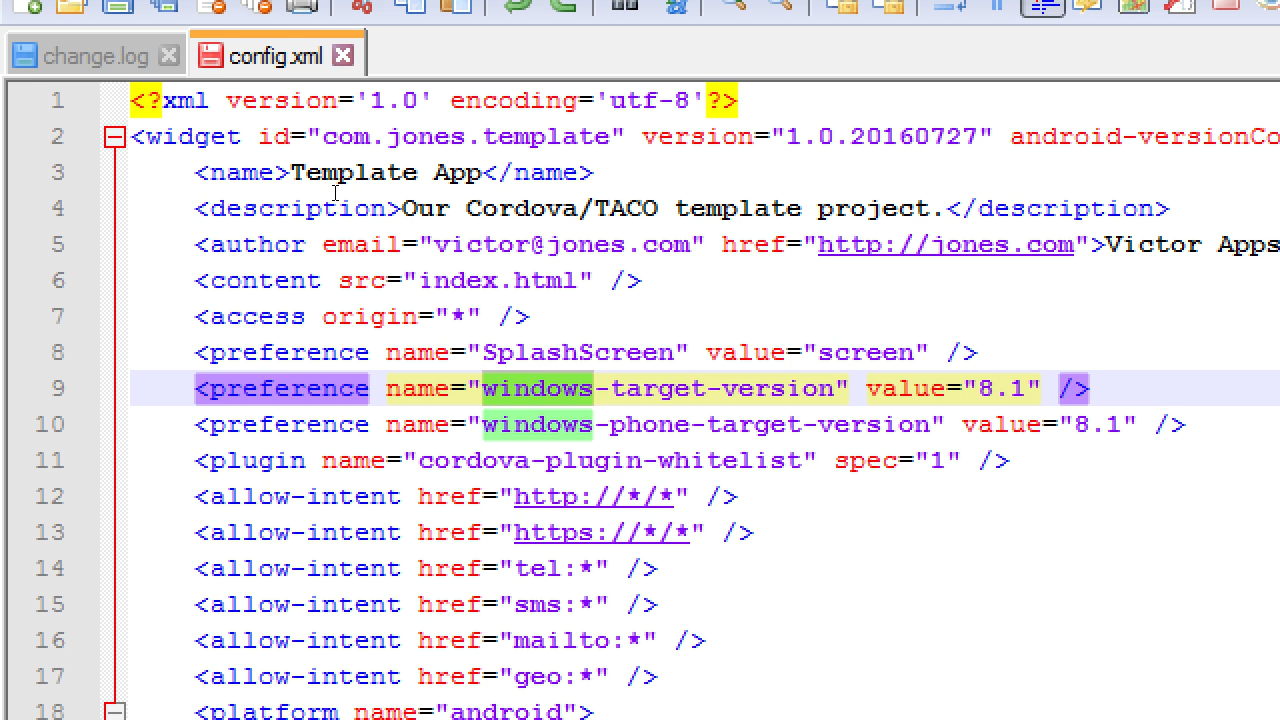 change.log
config.xml
1 <?xml version='1.0' encoding='utf-8'?>
2 <widget id="com.jones.template" version="1.0.20160727" android-versionCo
3 <name>Template App</name>
4 <description>Our Cordova/TACO template project.</description>
5 <author email="victor@jones.com" href="http://jones.com">Victor Apps
6 <content src="index.html" />
7 <access origin="*" />
8 <preference name="SplashScreen" value="screen" />
9 <preference name="windows-target-version" value="8.1" />
10 <preference name="windows-phone-target-version" value="8.1" />
11 <plugin name="cordova-plugin-whitelist" spec="1" />
12 <allow-intent href="http://*/*" />
13 <allow-intent href="https://*/*" />
14 <allow-intent href="tel:*" />
15 <allow-intent href="sms:*" />
16 <allow-intent href="mailto:*" />
17 <allow-intent href="geo:*" />
18 <platform name="android">